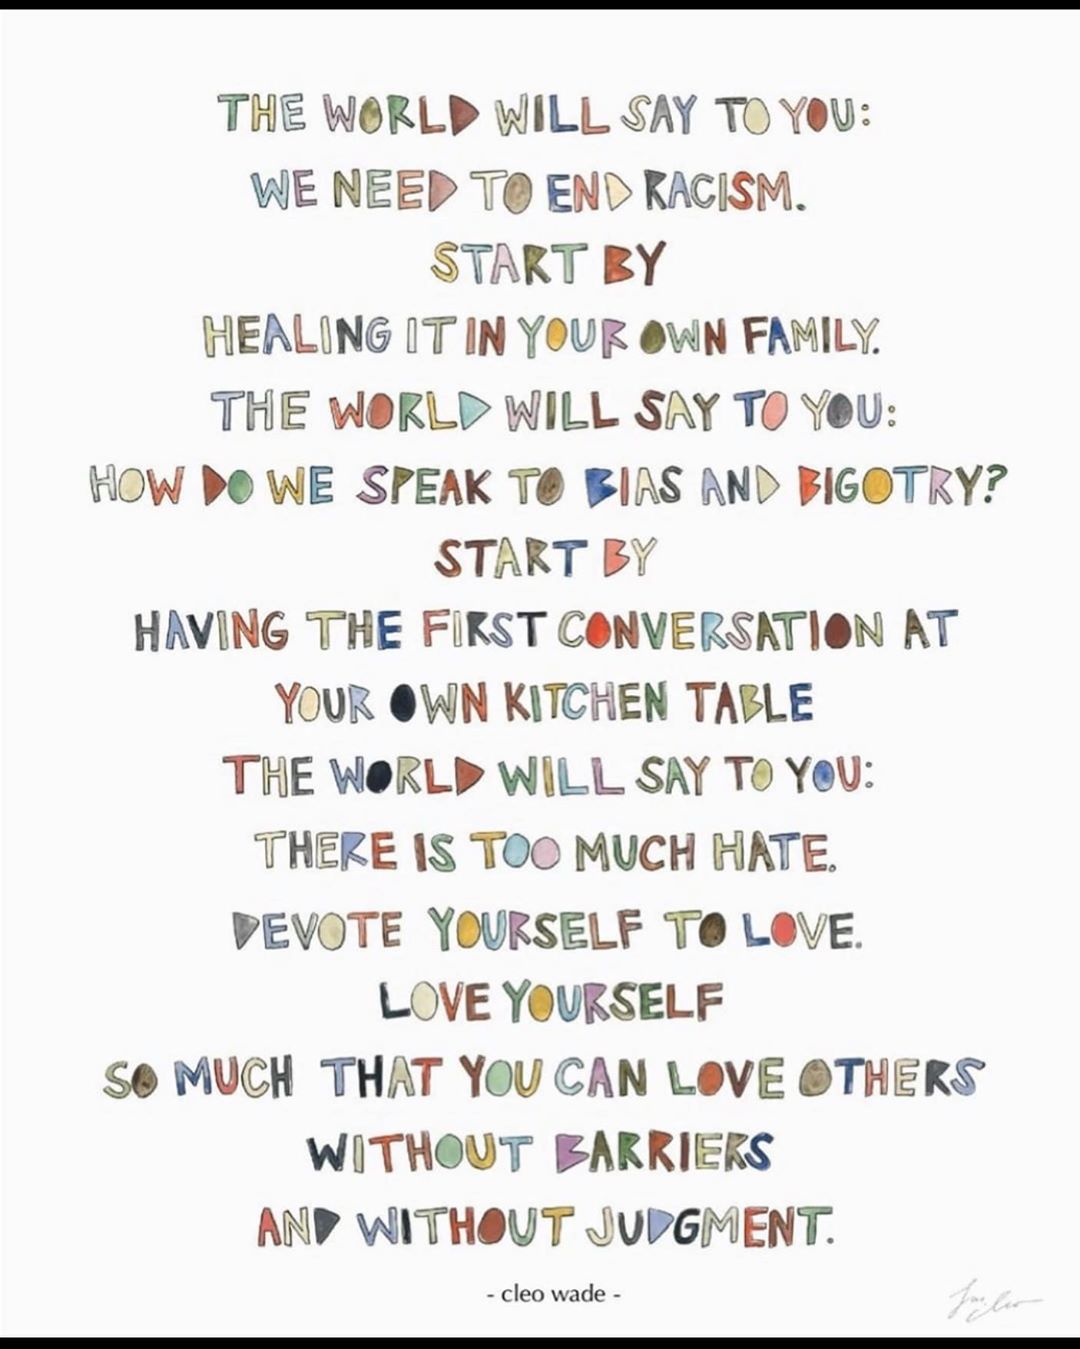 THE WORLD WILL SAY TO YOU:
WE NEED TO END RACISM.
START BY
HEALING IT IN YOUR OWN FAMILY.
THE WORLD WILL SAY TO YOU:
HOW DO WE SPEAK TO BIAS AND BIGOTRY?
START BY
HAVING THE FIRST CONVERSATION AT
YOUR OWN KITCHEN TABLE
THE WORLD WILL SAY TO YOU:
THERE IS TOO MUCH HATE.
DEVOTE YOURSELF TO LOVE.
LOVE YOURSELF
SO MUCH THAT YOU CAN LOVE OTHERS
WITHOUT BARRIERS
AND WITHOUT JUDGMENT.
- cleo wade -